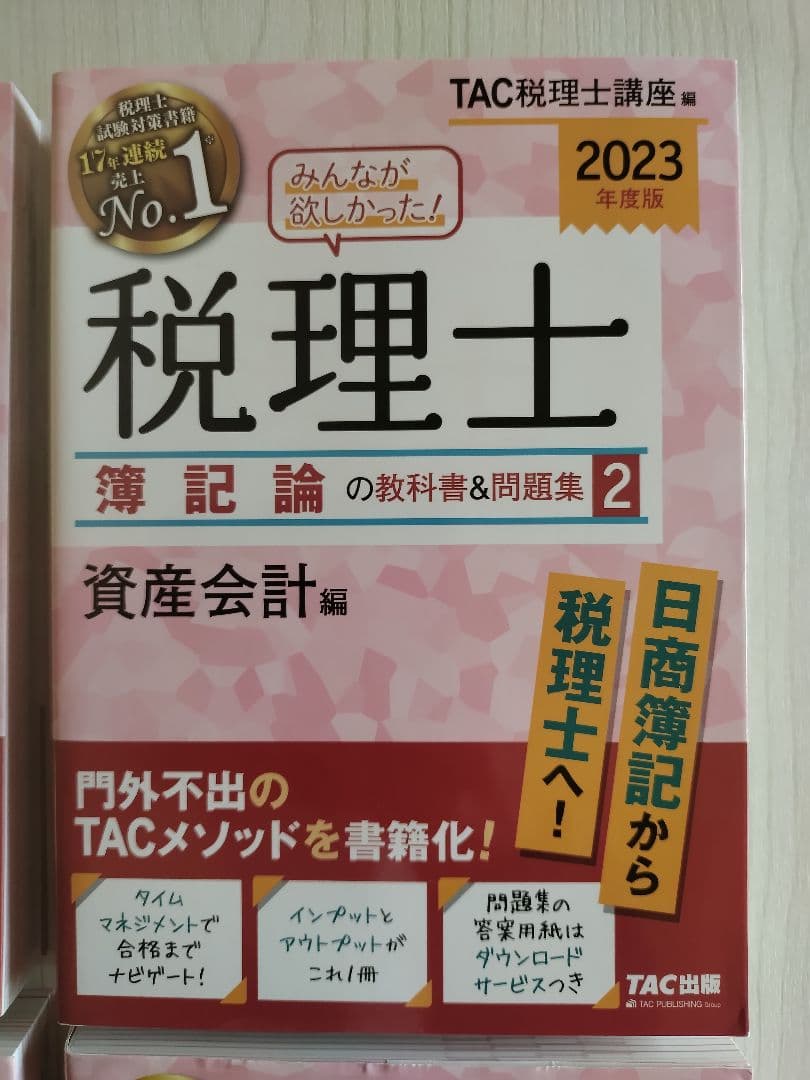 TAC税理士講座 編
2023
年度版
税理士
試験対策書籍
17年連続
売上
No.1※
みんなが
欲しかった!
税理士
簿記論の教科書&問題集 2
資産会計編
日商簿記から
税理士へ!
門外不出の
TACメソッドを書籍化!
タイム
マネジメントで
合格まで
ナビゲート!
インプットと
アウトプットが
これ1冊
問題集の
答案用紙は
ダウンロード
サービスつき
TAC出版
TAC PUBLISHING Group